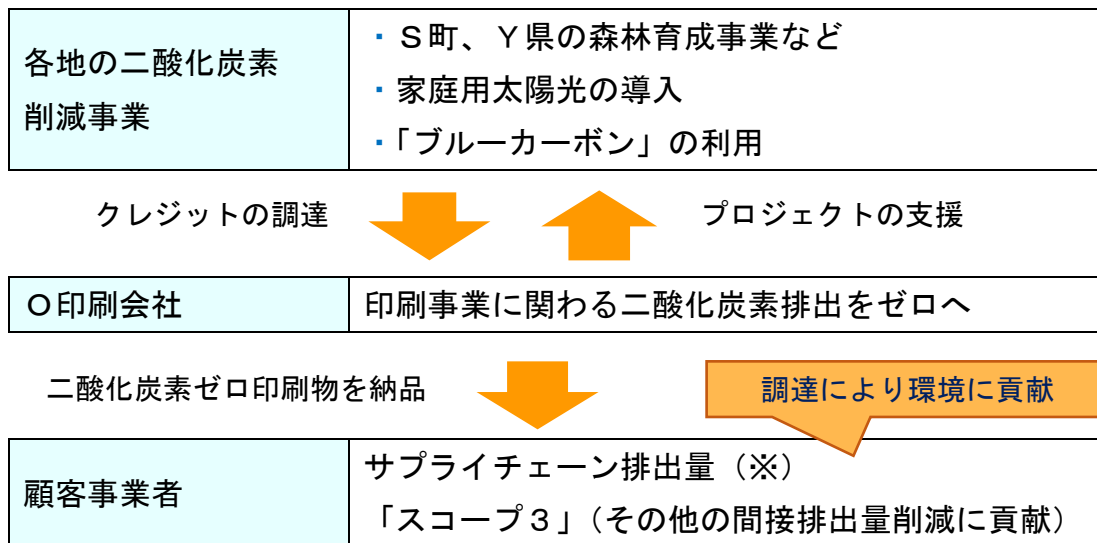 各地の二酸化炭素
削減事業
・Ｓ町、Ｙ県の森林育成事業など
・家庭用太陽光の導入
・「ブルーカーボン」の利用
クレジットの調達
プロジェクトの支援
Ｏ印刷会社
印刷事業に関わる二酸化炭素排出をゼロへ
二酸化炭素ゼロ印刷物を納品
調達により環境に貢献
顧客事業者
サプライチェーン排出量（※）
「スコープ３」（その他の間接排出量削減に貢献）